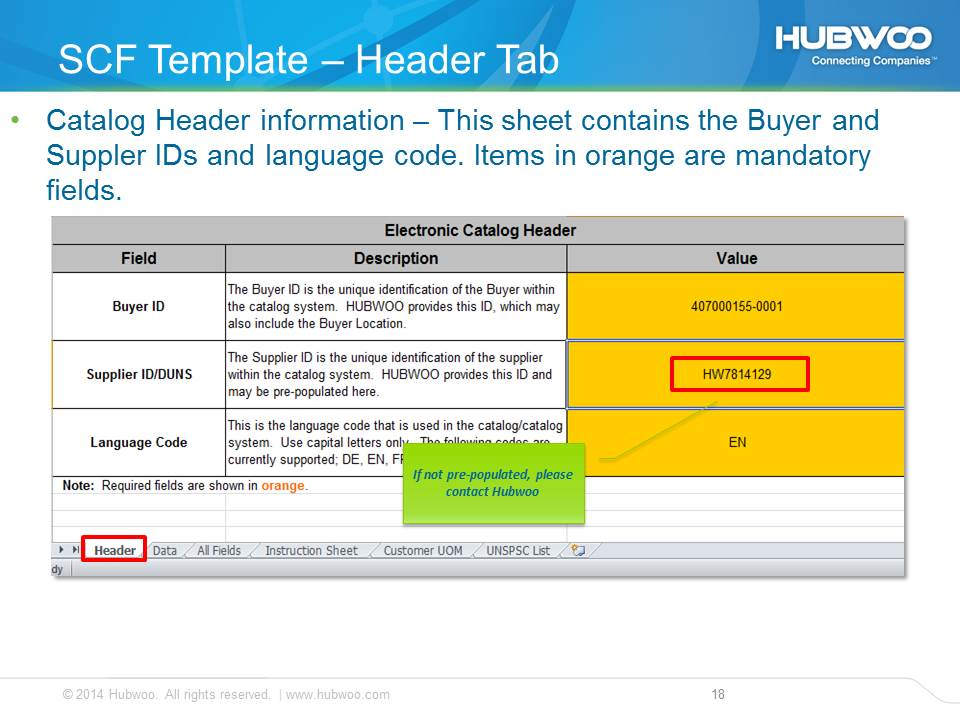 SCF Template – Header Tab
HUBWOO
Connecting Companies™
• Catalog Header information – This sheet contains the Buyer and
Suppler IDs and language code. Items in orange are mandatory
fields.
Electronic Catalog Header
Field Description Value
Buyer ID
The Buyer ID is the unique identification of the Buyer within
the catalog system. HUBWOO provides this ID, which may
also include the Buyer Location.
407000155-0001
Supplier ID/DUNS
The Supplier ID is the unique identification of the supplier
within the catalog system. HUBWOO provides this ID and
may be pre-populated here.
HW7814129
Language Code
This is the language code that is used in the catalog/catalog
system. Use capital letters only. The following codes are
currently supported; DE, EN,
EN
If not pre-populated, please
contact Hubwoo
Note: Required fields are shown in orange.
Header Data All Fields Instruction Sheet Customer UOM UNSPSC List
dy
© 2014 Hubwoo. All rights reserved. | www.hubwoo.com
18